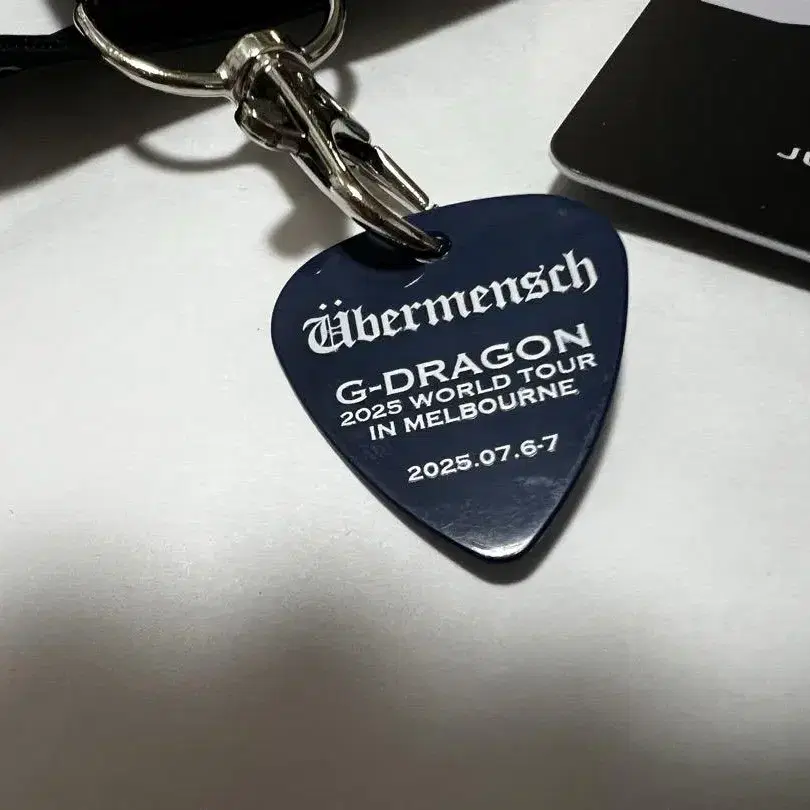 Übermensch
G-DRAGON
2025 WORLD TOUR
IN MELBOURNE
2025.07.6-7